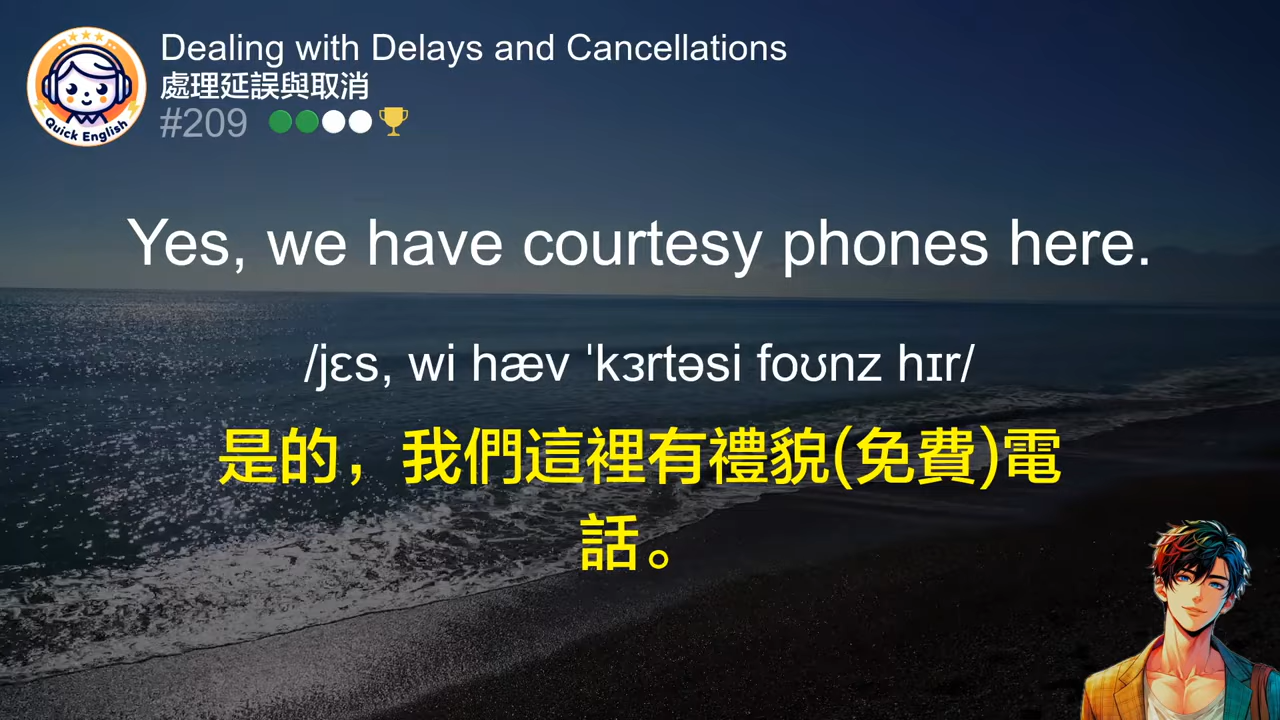 Dealing with Delays and Cancellations
處理延誤與取消
#209
Quick English
Yes, we have courtesy phones here.
/jɛs, wi hæv ˈkɜrtəsi foʊnz hɪr/
是的，我們這裡有禮貌(免費)電
話。